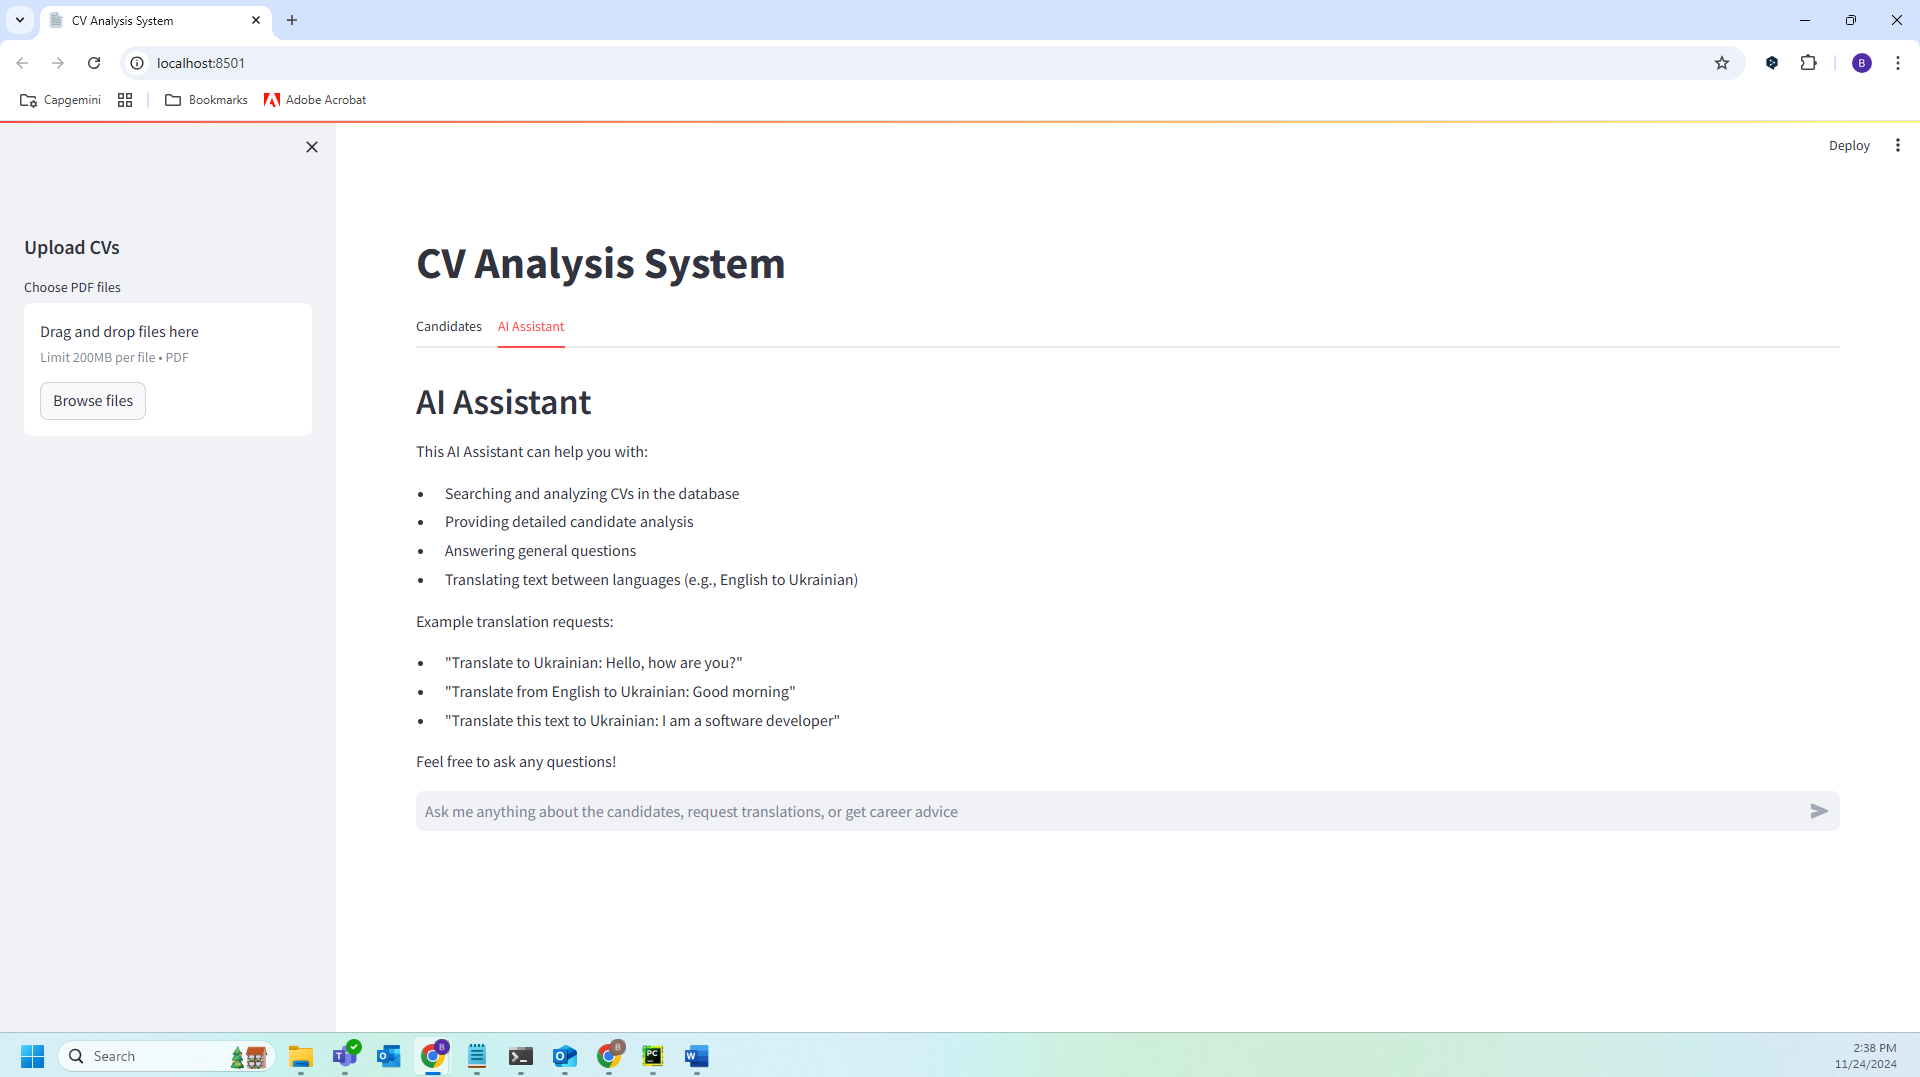 CV Analysis System
localhost:8501
B
Capgemini
Bookmarks
Adobe Acrobat
Deploy
Upload CVs
Choose PDF files
Drag and drop files here
Limit 200MB per file • PDF
Browse files
CV Analysis System
Candidates
AI Assistant
AI Assistant
This AI Assistant can help you with:
• Searching and analyzing CVs in the database
• Providing detailed candidate analysis
• Answering general questions
• Translating text between languages (e.g., English to Ukrainian)
Example translation requests:
• "Translate to Ukrainian: Hello, how are you?"
• "Translate from English to Ukrainian: Good morning"
• "Translate this text to Ukrainian: I am a software developer"
Feel free to ask any questions!
Ask me anything about the candidates, request translations, or get career advice
Search
B
B
PC
W
2:38 PM
11/24/2024